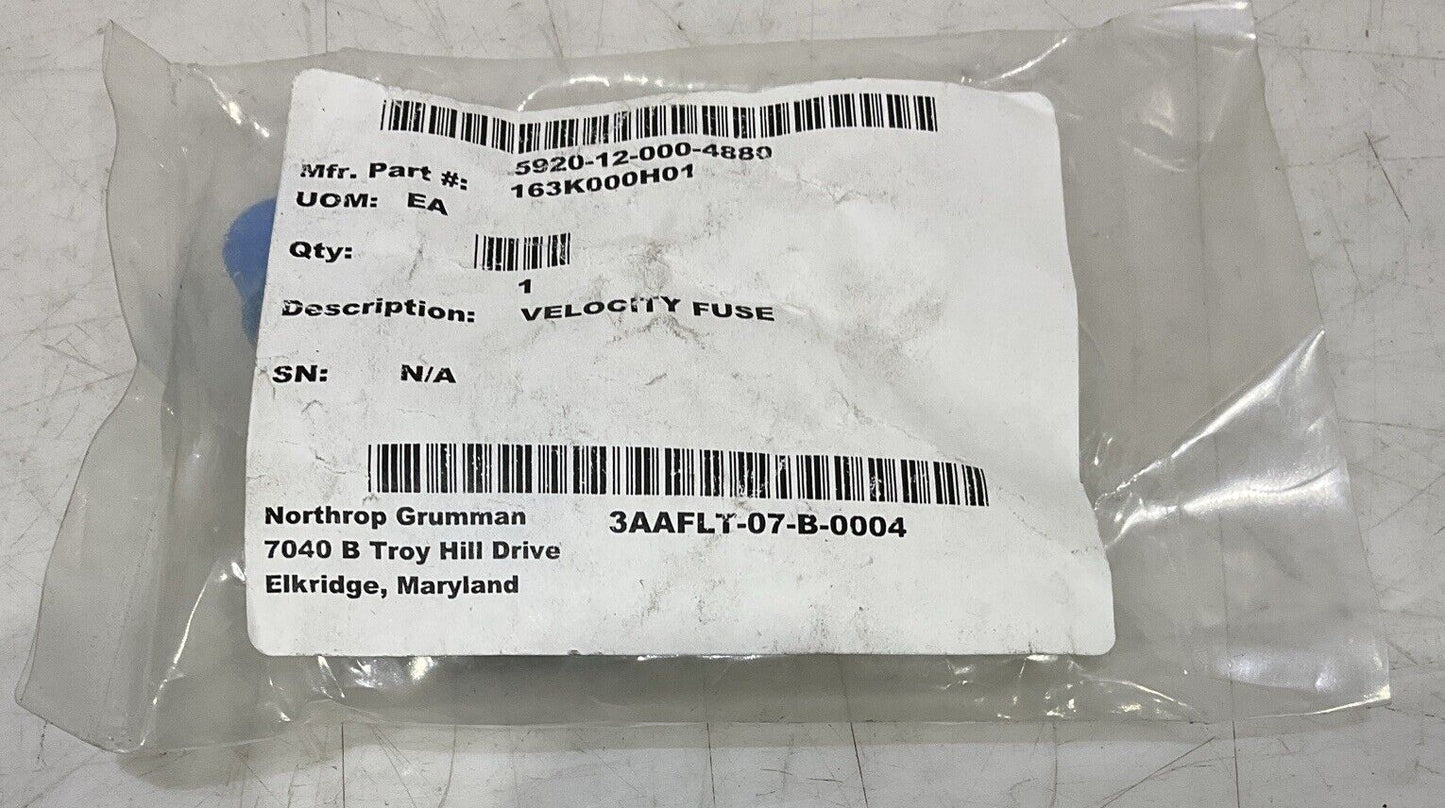 5920-12-000-4880
Mfr. Part #: 163K000H01
UOM: EA
Qty:
1
Description: VELOCITY FUSE
SN: N/A
Northrop Grumman 3AAFLT-07-B-0004
7040 B Troy Hill Drive
Elkridge, Maryland